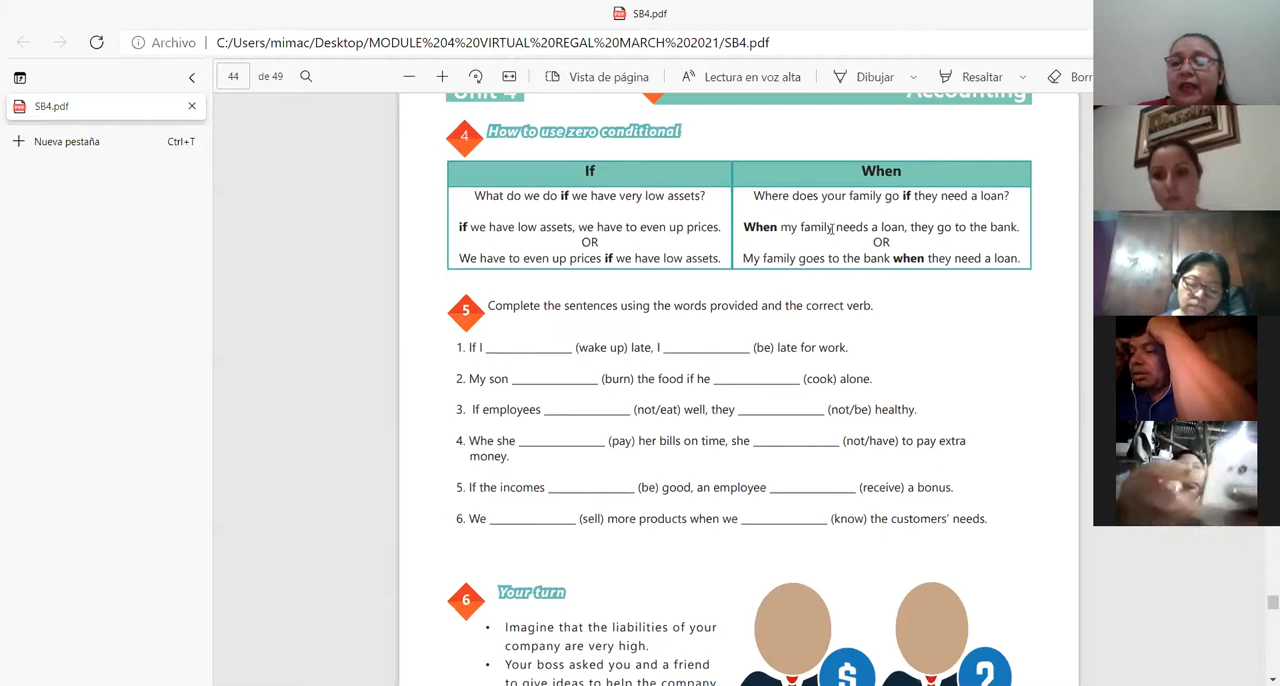 SB4.pdf
Archivo C:/Users/mimac/Desktop/MODULE%204%20VIRTUAL%20REGAL%20MARCH%202021/SB4.pdf
44 de 49 Vista de página Lectura en voz alta Dibujar Resaltar Borr
SB4.pdf
Nueva pestaña Ctrl+T
Unit 4 Accounting
4 How to use zero conditional
If When
What do we do if we have very low assets? Where does your family go if they need a loan?
if we have low assets, we have to even up prices. When my family needs a loan, they go to the bank.
OR OR
We have to even up prices if we have low assets. My family goes to the bank when they need a loan.
5 Complete the sentences using the words provided and the correct verb.
1. If I _____________ (wake up) late, I _____________ (be) late for work.
2. My son _____________ (burn) the food if he _____________ (cook) alone.
3. If employees _____________ (not/eat) well, they _____________ (not/be) healthy.
4. Whe she _____________ (pay) her bills on time, she _____________ (not/have) to pay extra
money.
5. If the incomes _____________ (be) good, an employee _____________ (receive) a bonus.
6. We _____________ (sell) more products when we _____________ (know) the customers' needs.
6 Your turn
• Imagine that the liabilities of your
company are very high.
• Your boss asked you and a friend
to give ideas to help the company
$ ?